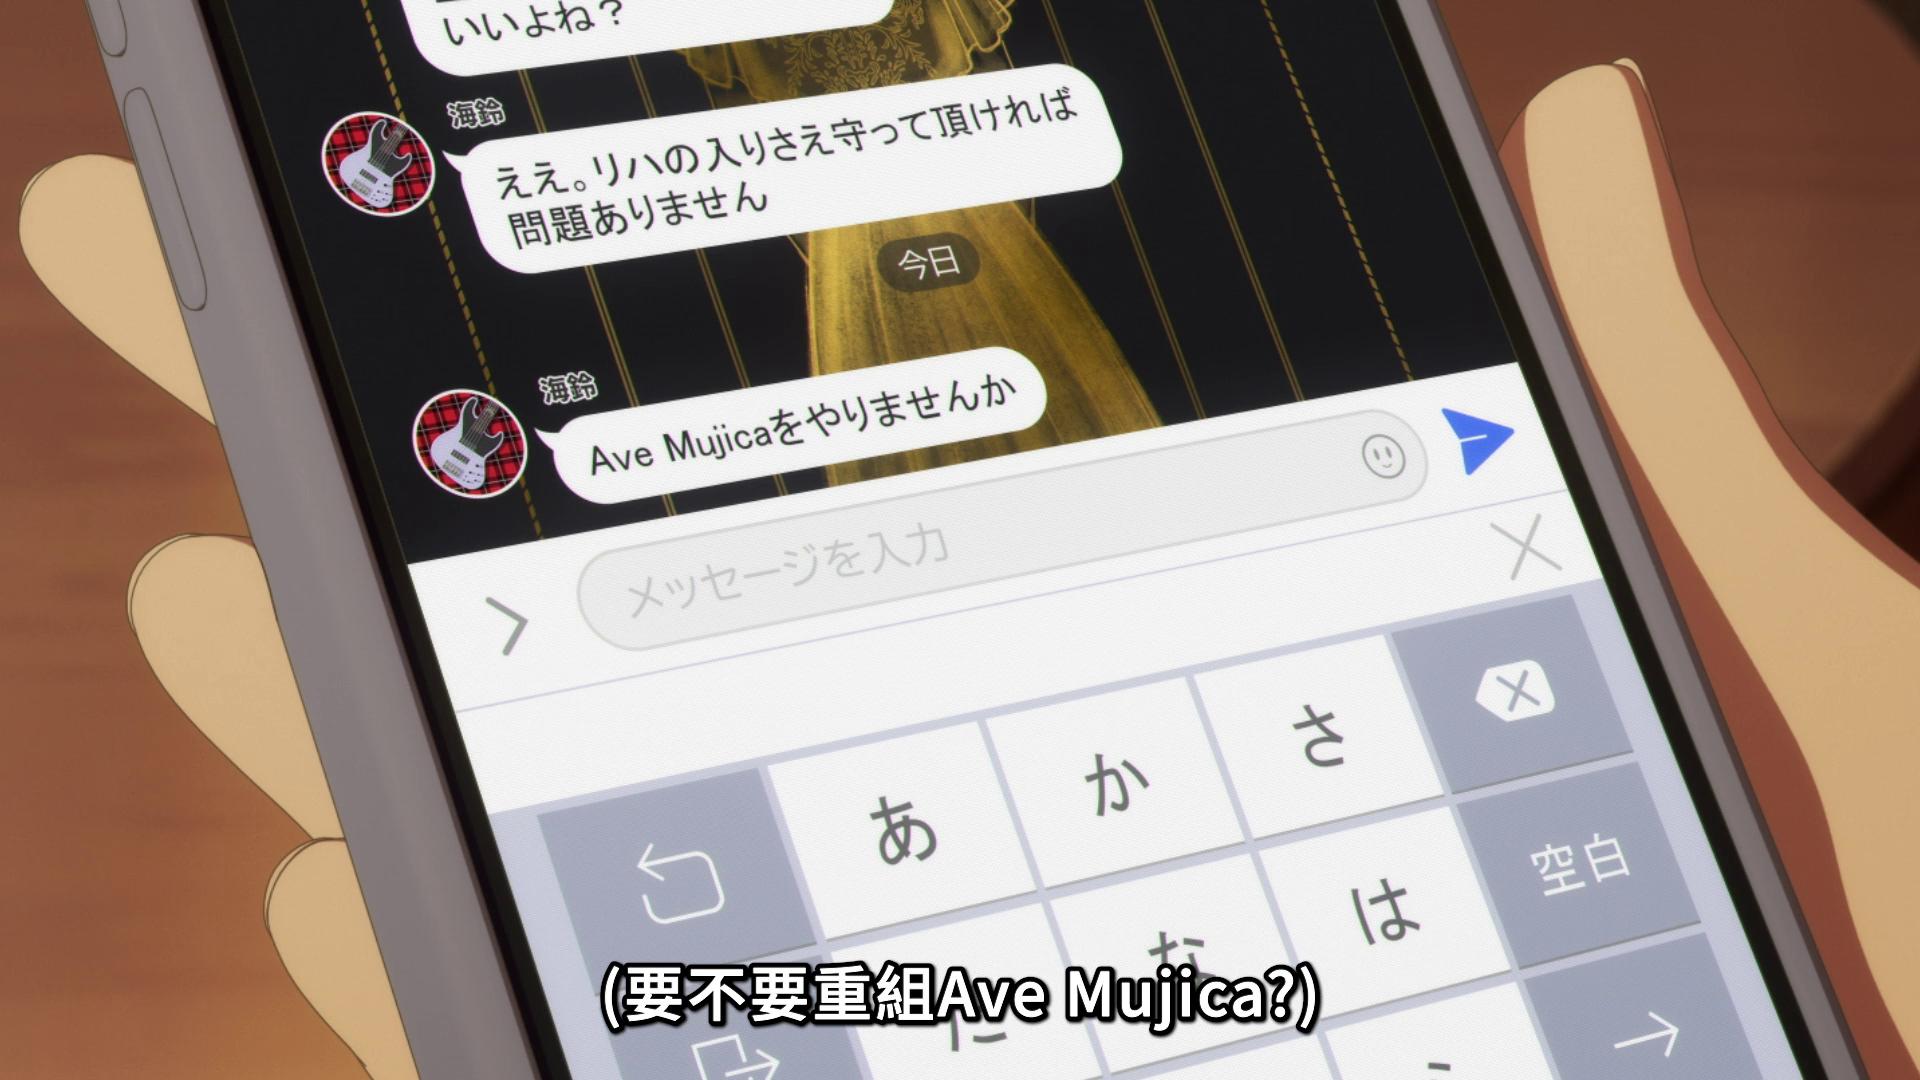 いいよね？
海鈴
ええ。リハの入りさえ守って頂ければ
問題ありません
今日
海鈴
Ave Mujicaをやりませんか
メッセージを入力
あ
か
さ
な
は
空白
(要不要重組Ave Mujica?)